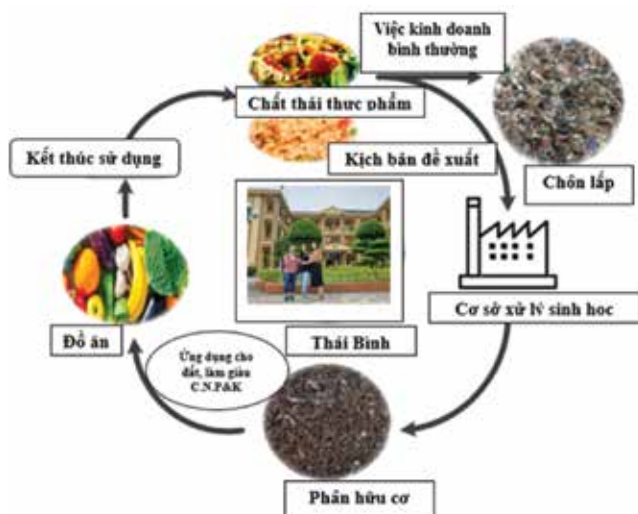 Việc kinh doanh
bình thường
Chất thải thực phẩm
Kết thúc sử dụng
Kịch bản đề xuất
Chôn lấp
Cơ sở xử lý sinh hoc
Đồ ăn
Thái Bình
Ứng dụng cho
đất, làm giàu
C.N.P&K
Phân hữu cơ